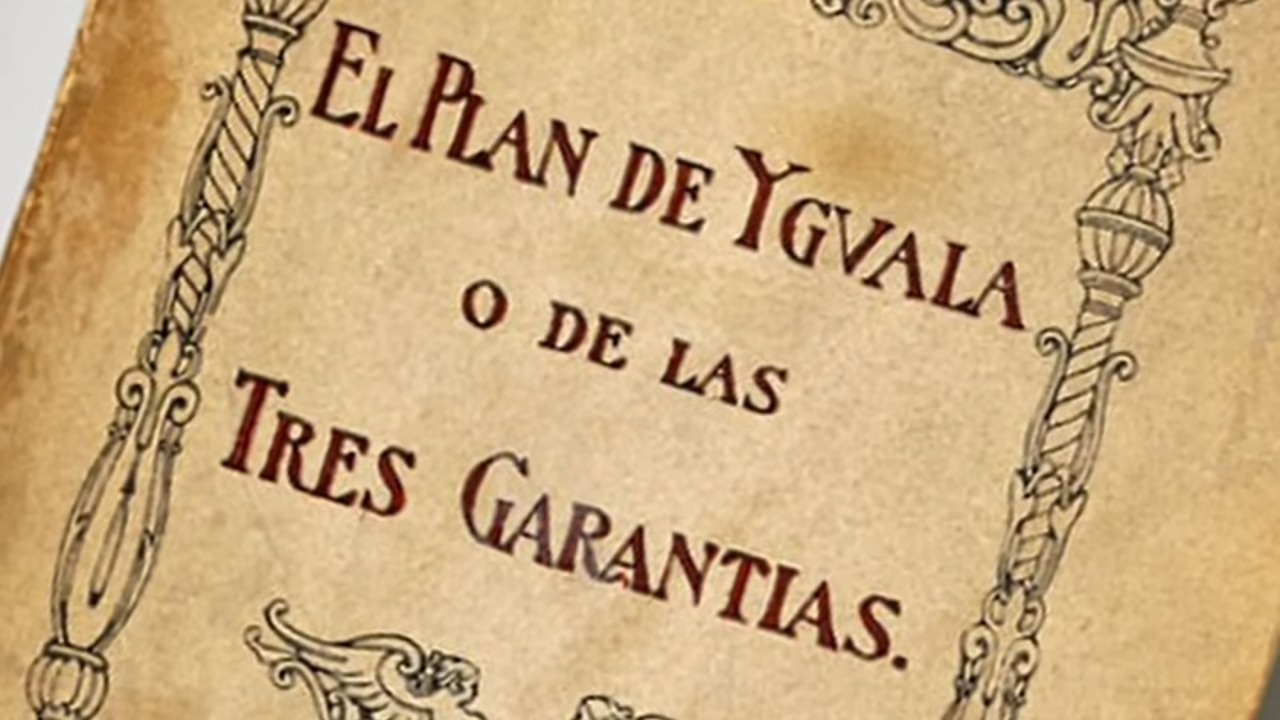 EL PLAN DE YGVALA
O DE LAS
TRES GARANTIAS.